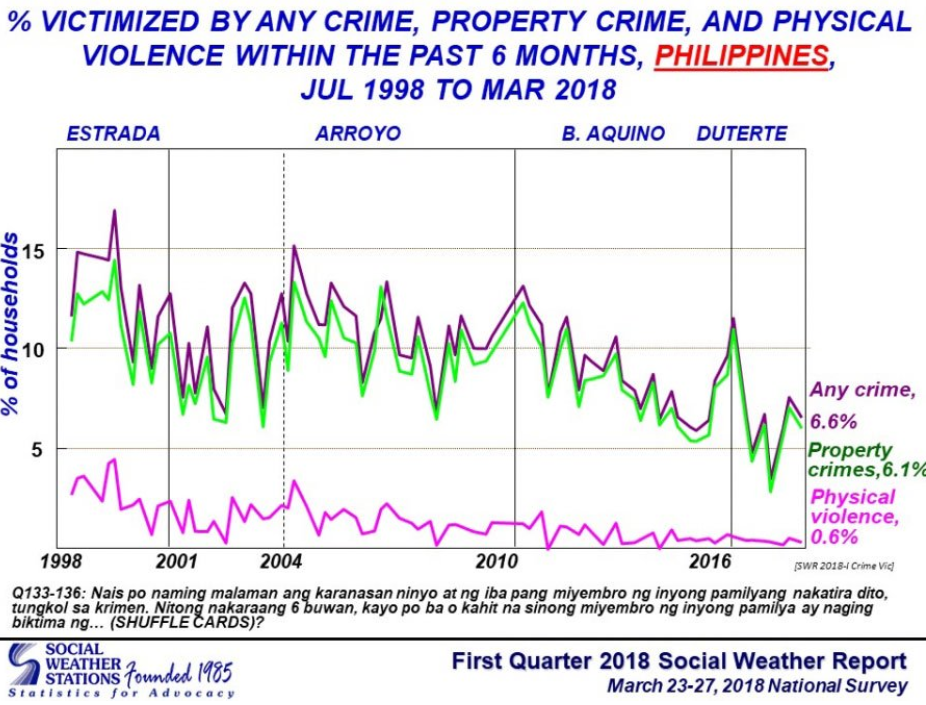 % VICTIMIZED BY ANY CRIME, PROPERTY CRIME, AND PHYSICAL
VIOLENCE WITHIN THE PAST 6 MONTHS, PHILIPPINES,
JUL 1998 TO MAR 2018
ESTRADA ARROYO B. AQUINO DUTERTE
% of households
15
10
5
Any crime,
6.6%
Property
crimes,6.1%
Physical
violence,
0.6%
1998 2001 2004 2010 2016
[SWR 2018-I Crime Vic]
Q133-136: Nais po naming malaman ang karanasan ninyo at ng iba pang miyembro ng inyong pamilyang nakatira dito,
tungkol sa krimen. Nitong nakaraang 6 buwan, kayo po ba o kahit na sinong miyembro ng inyong pamilya ay naging
biktima ng… (SHUFFLE CARDS)?
SOCIAL
WEATHER
STATIONS Founded 1985
Statistics for Advocacy
First Quarter 2018 Social Weather Report
March 23-27, 2018 National Survey